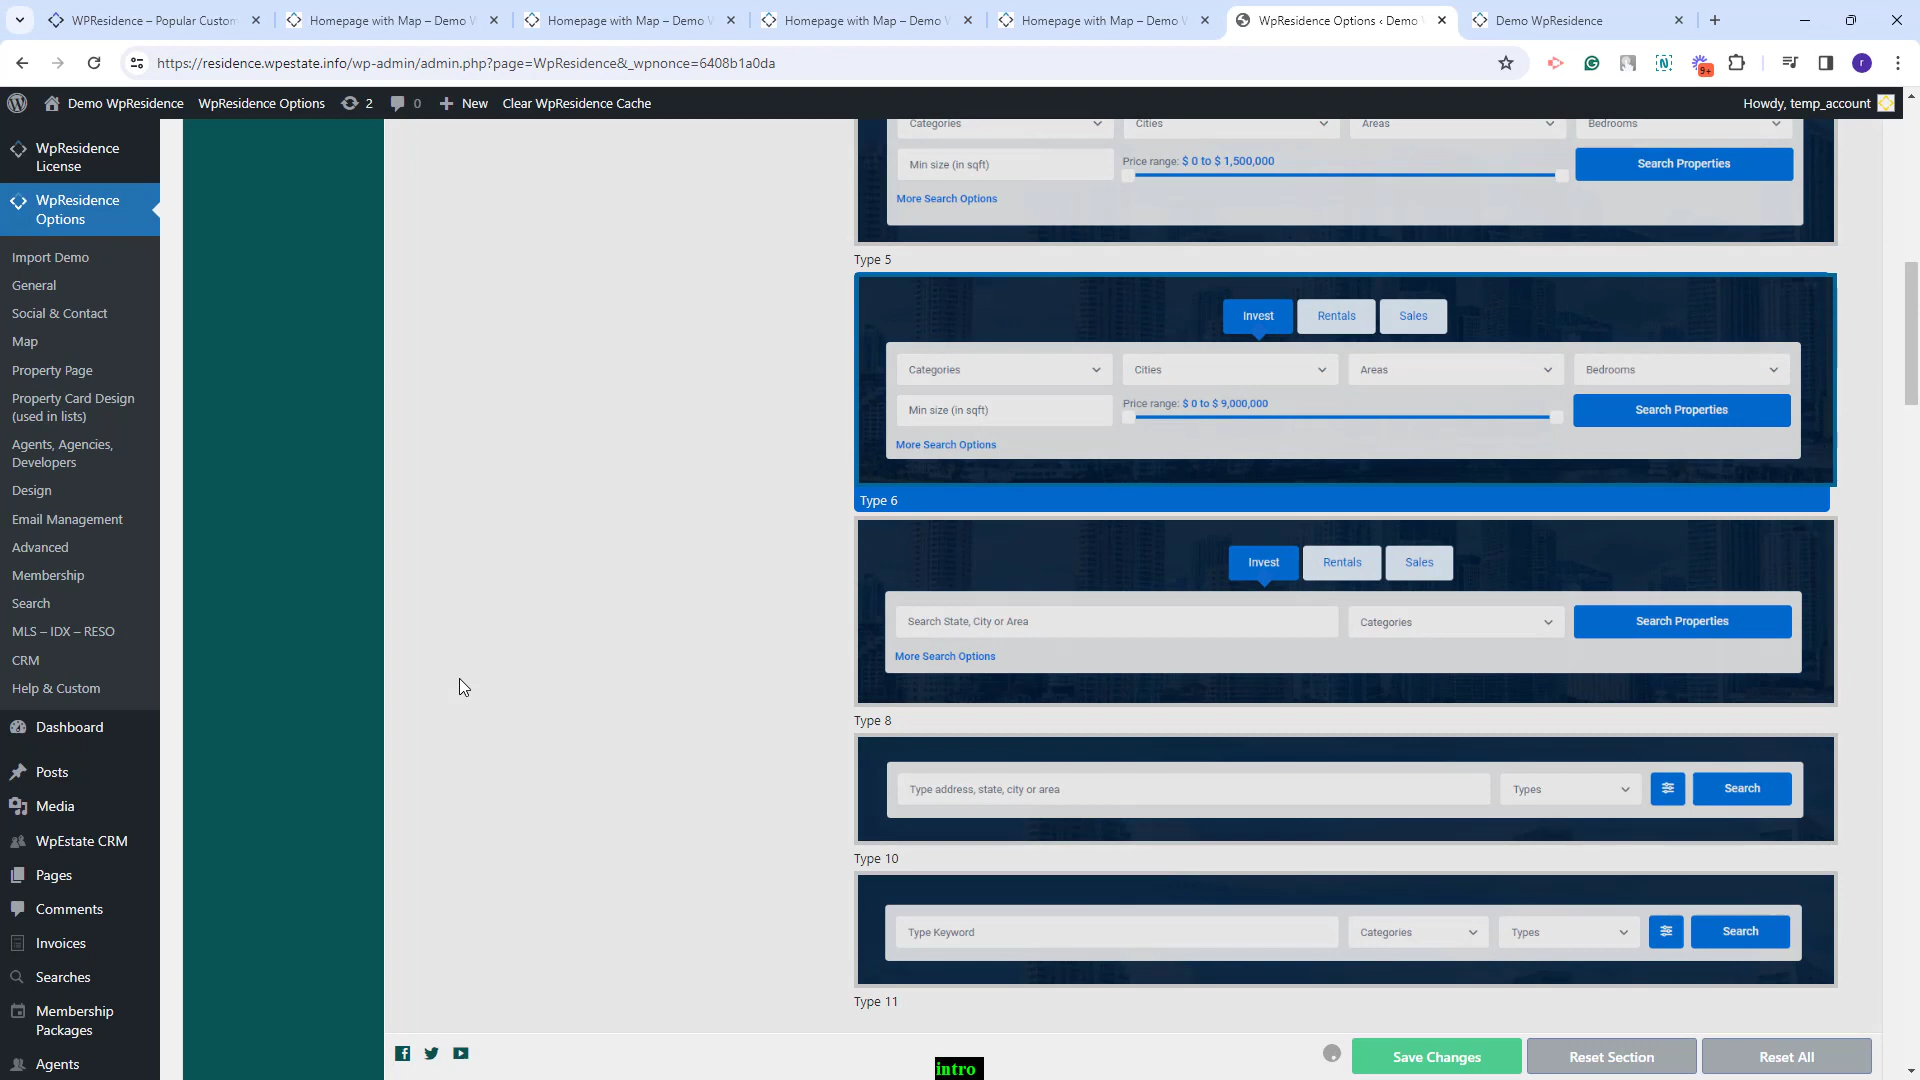 WPResidence – Popular Custom
Homepage with Map – Demo W
Homepage with Map – Demo W
Homepage with Map – Demo W
Homepage with Map – Demo W
WpResidence Options ‹ Demo
Demo WpResidence
https://residence.wpestate.info/wp-admin/admin.php?page=WpResidence&_wpnonce=6408b1a0da
9+
r
Demo WpResidence
WpResidence Options
2
0
New
Clear WpResidence Cache
Howdy, temp_account
WpResidence
License
WpResidence
Options
Import Demo
General
Social & Contact
Map
Property Page
Property Card Design
(used in lists)
Agents, Agencies,
Developers
Design
Email Management
Advanced
Membership
Search
MLS – IDX – RESO
CRM
Help & Custom
Dashboard
Posts
Media
WpEstate CRM
Pages
Comments
Invoices
Searches
Membership
Packages
Agents
Categories
Cities
Areas
Bedrooms
Min size (in sqft)
Price range: $ 0 to $ 1,500,000
Search Properties
More Search Options
Type 5
Invest
Rentals
Sales
Categories
Cities
Areas
Bedrooms
Min size (in sqft)
Price range: $ 0 to $ 9,000,000
Search Properties
More Search Options
Type 6
Invest
Rentals
Sales
Search State, City or Area
Categories
Search Properties
More Search Options
Type 8
Type address, state, city or area
Types
Search
Type 10
Type Keyword
Categories
Types
Search
Type 11
intro
Save Changes
Reset Section
Reset All